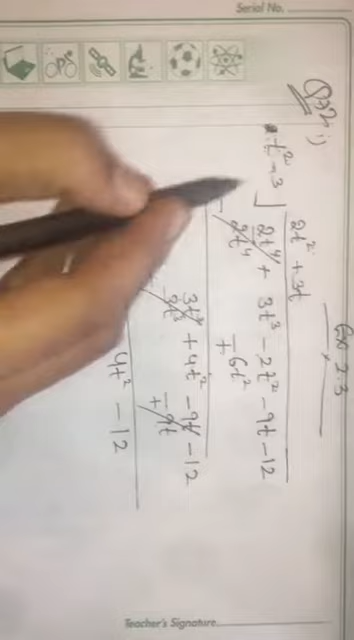 Serial No.
Ex 2.3
Q2 i)
2t² + 3t
t² - 3 2t⁴ + 3t³ - 2t² - 9t - 12
2t⁴ - 6t²
- +
3t³ + 4t² - 9t - 12
3t³ - 9t
- +
4t² - 12
Teacher's Signature